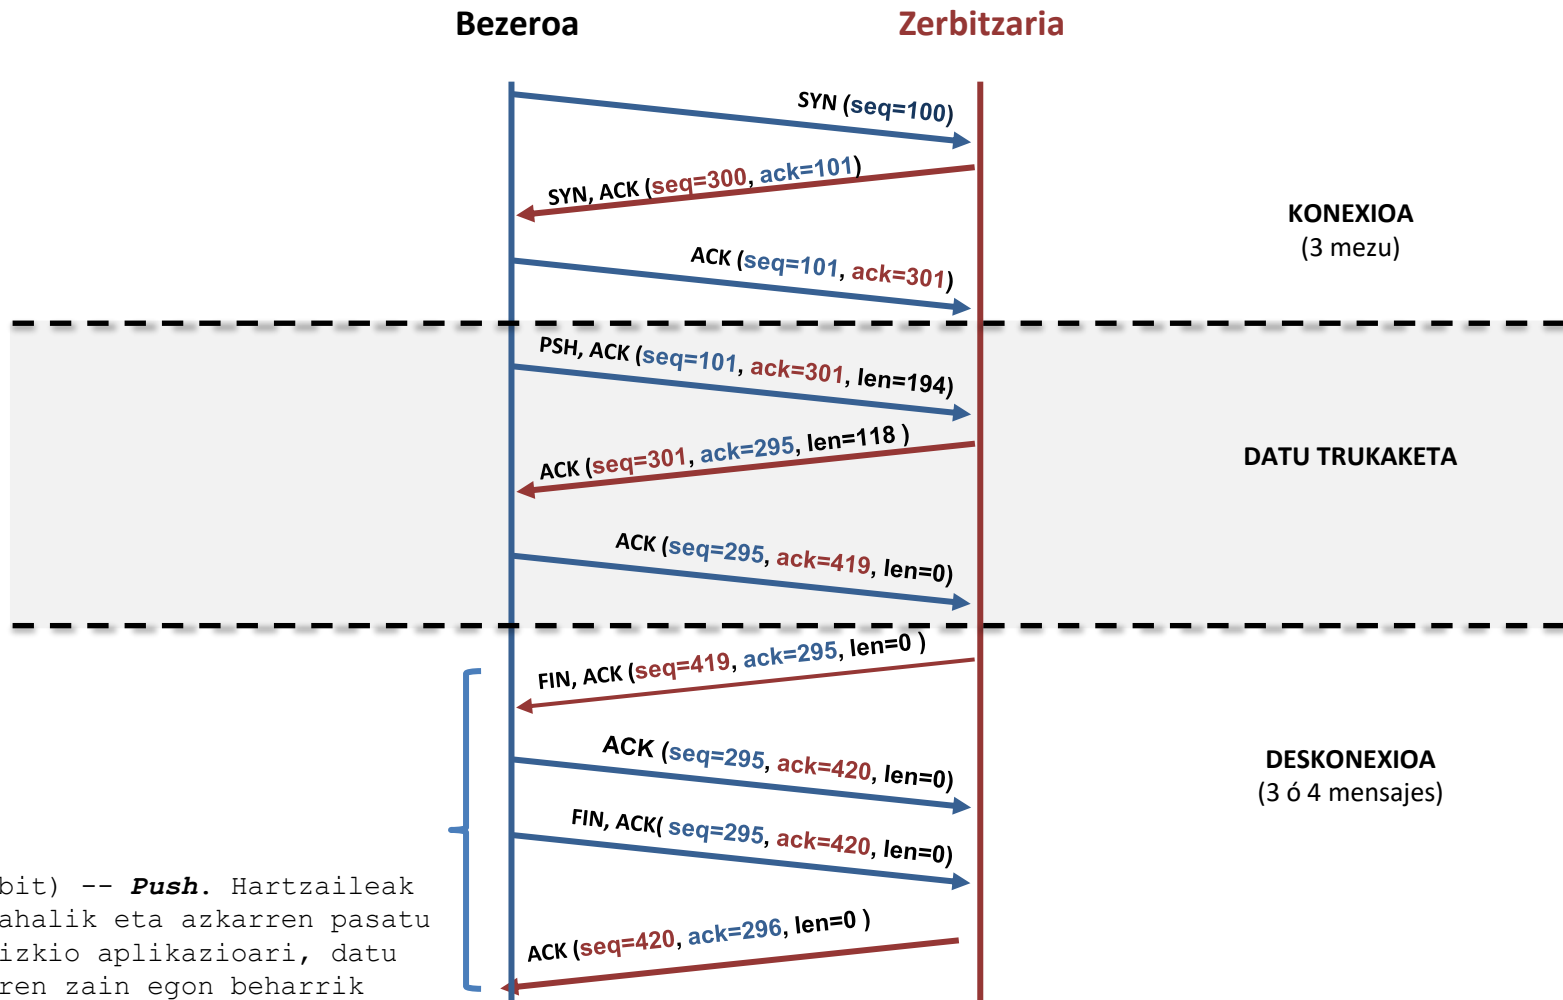 Bezeroa
Zerbitzaria
SYN (seq=100)
SYN, ACK (seq=300, ack=101)
KONEXIOA
(3 mezu)
ACK (seq=101, ack=301)
PSH, ACK (seq=101, ack=301, len=194)
ACK (seq=301, ack=295, len=118 )
DATU TRUKAKETA
ACK (seq=295, ack=419, len=0)
FIN, ACK (seq=419, ack=295, len=0 )
ACK (seq=295, ack=420, len=0)
DESKONEXIOA
(3 ó 4 mensajes)
FIN, ACK( seq=295, ack=420, len=0)
ACK (seq=420, ack=296, len=0 )
bit) -- Push. Hartzaileak
ahalik eta azkarren pasatu
izkio aplikazioari, datu
ren zain egon beharrik